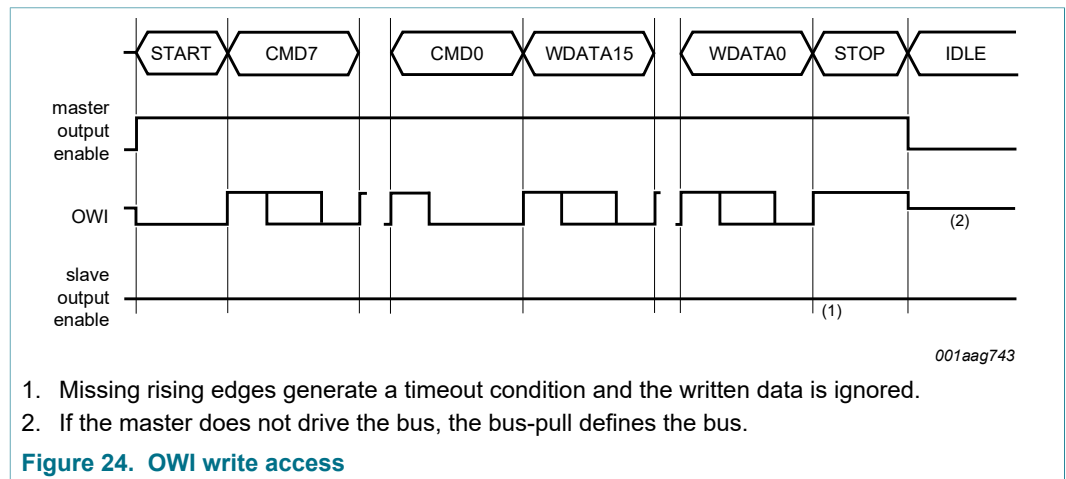 START CMD7 CMD0 WDATA15 WDATA0 STOP IDLE
master
output
enable
OWI
(2)
slave
output
enable
(1)
001aag743
1. Missing rising edges generate a timeout condition and the written data is ignored.
2. If the master does not drive the bus, the bus-pull defines the bus.
Figure 24. OWI write access